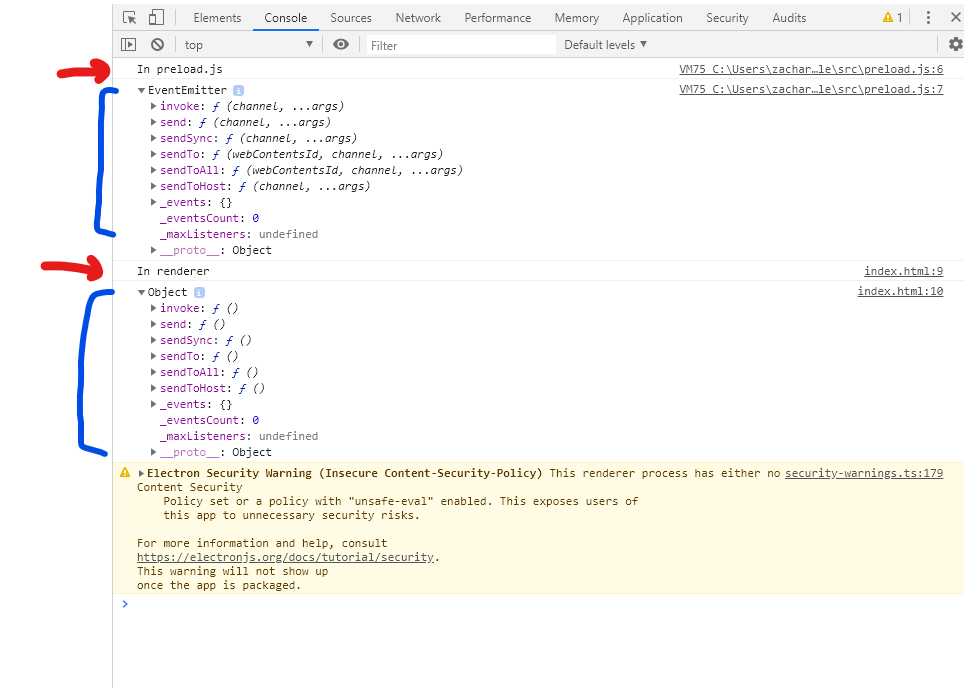 Elements Console Sources Network Performance Memory Application Security Audits 1
top Filter Default levels
In preload.js VM75 C:\Users\zachar…le\src\preload.js:6
EventEmitter i VM75 C:\Users\zachar…le\src\preload.js:7
invoke: ƒ (channel, ...args)
send: ƒ (channel, ...args)
sendSync: ƒ (channel, ...args)
sendTo: ƒ (webContentsId, channel, ...args)
sendToAll: ƒ (webContentsId, channel, ...args)
sendToHost: ƒ (channel, ...args)
_events: {}
_eventsCount: 0
_maxListeners: undefined
__proto__: Object
In renderer index.html:9
Object i index.html:10
invoke: ƒ ()
send: ƒ ()
sendSync: ƒ ()
sendTo: ƒ ()
sendToAll: ƒ ()
sendToHost: ƒ ()
_events: {}
_eventsCount: 0
_maxListeners: undefined
__proto__: Object
Electron Security Warning (Insecure Content-Security-Policy) This renderer process has either no security-warnings.ts:179
Content Security
Policy set or a policy with "unsafe-eval" enabled. This exposes users of
this app to unnecessary security risks.
For more information and help, consult
https://electronjs.org/docs/tutorial/security.
This warning will not show up
once the app is packaged.